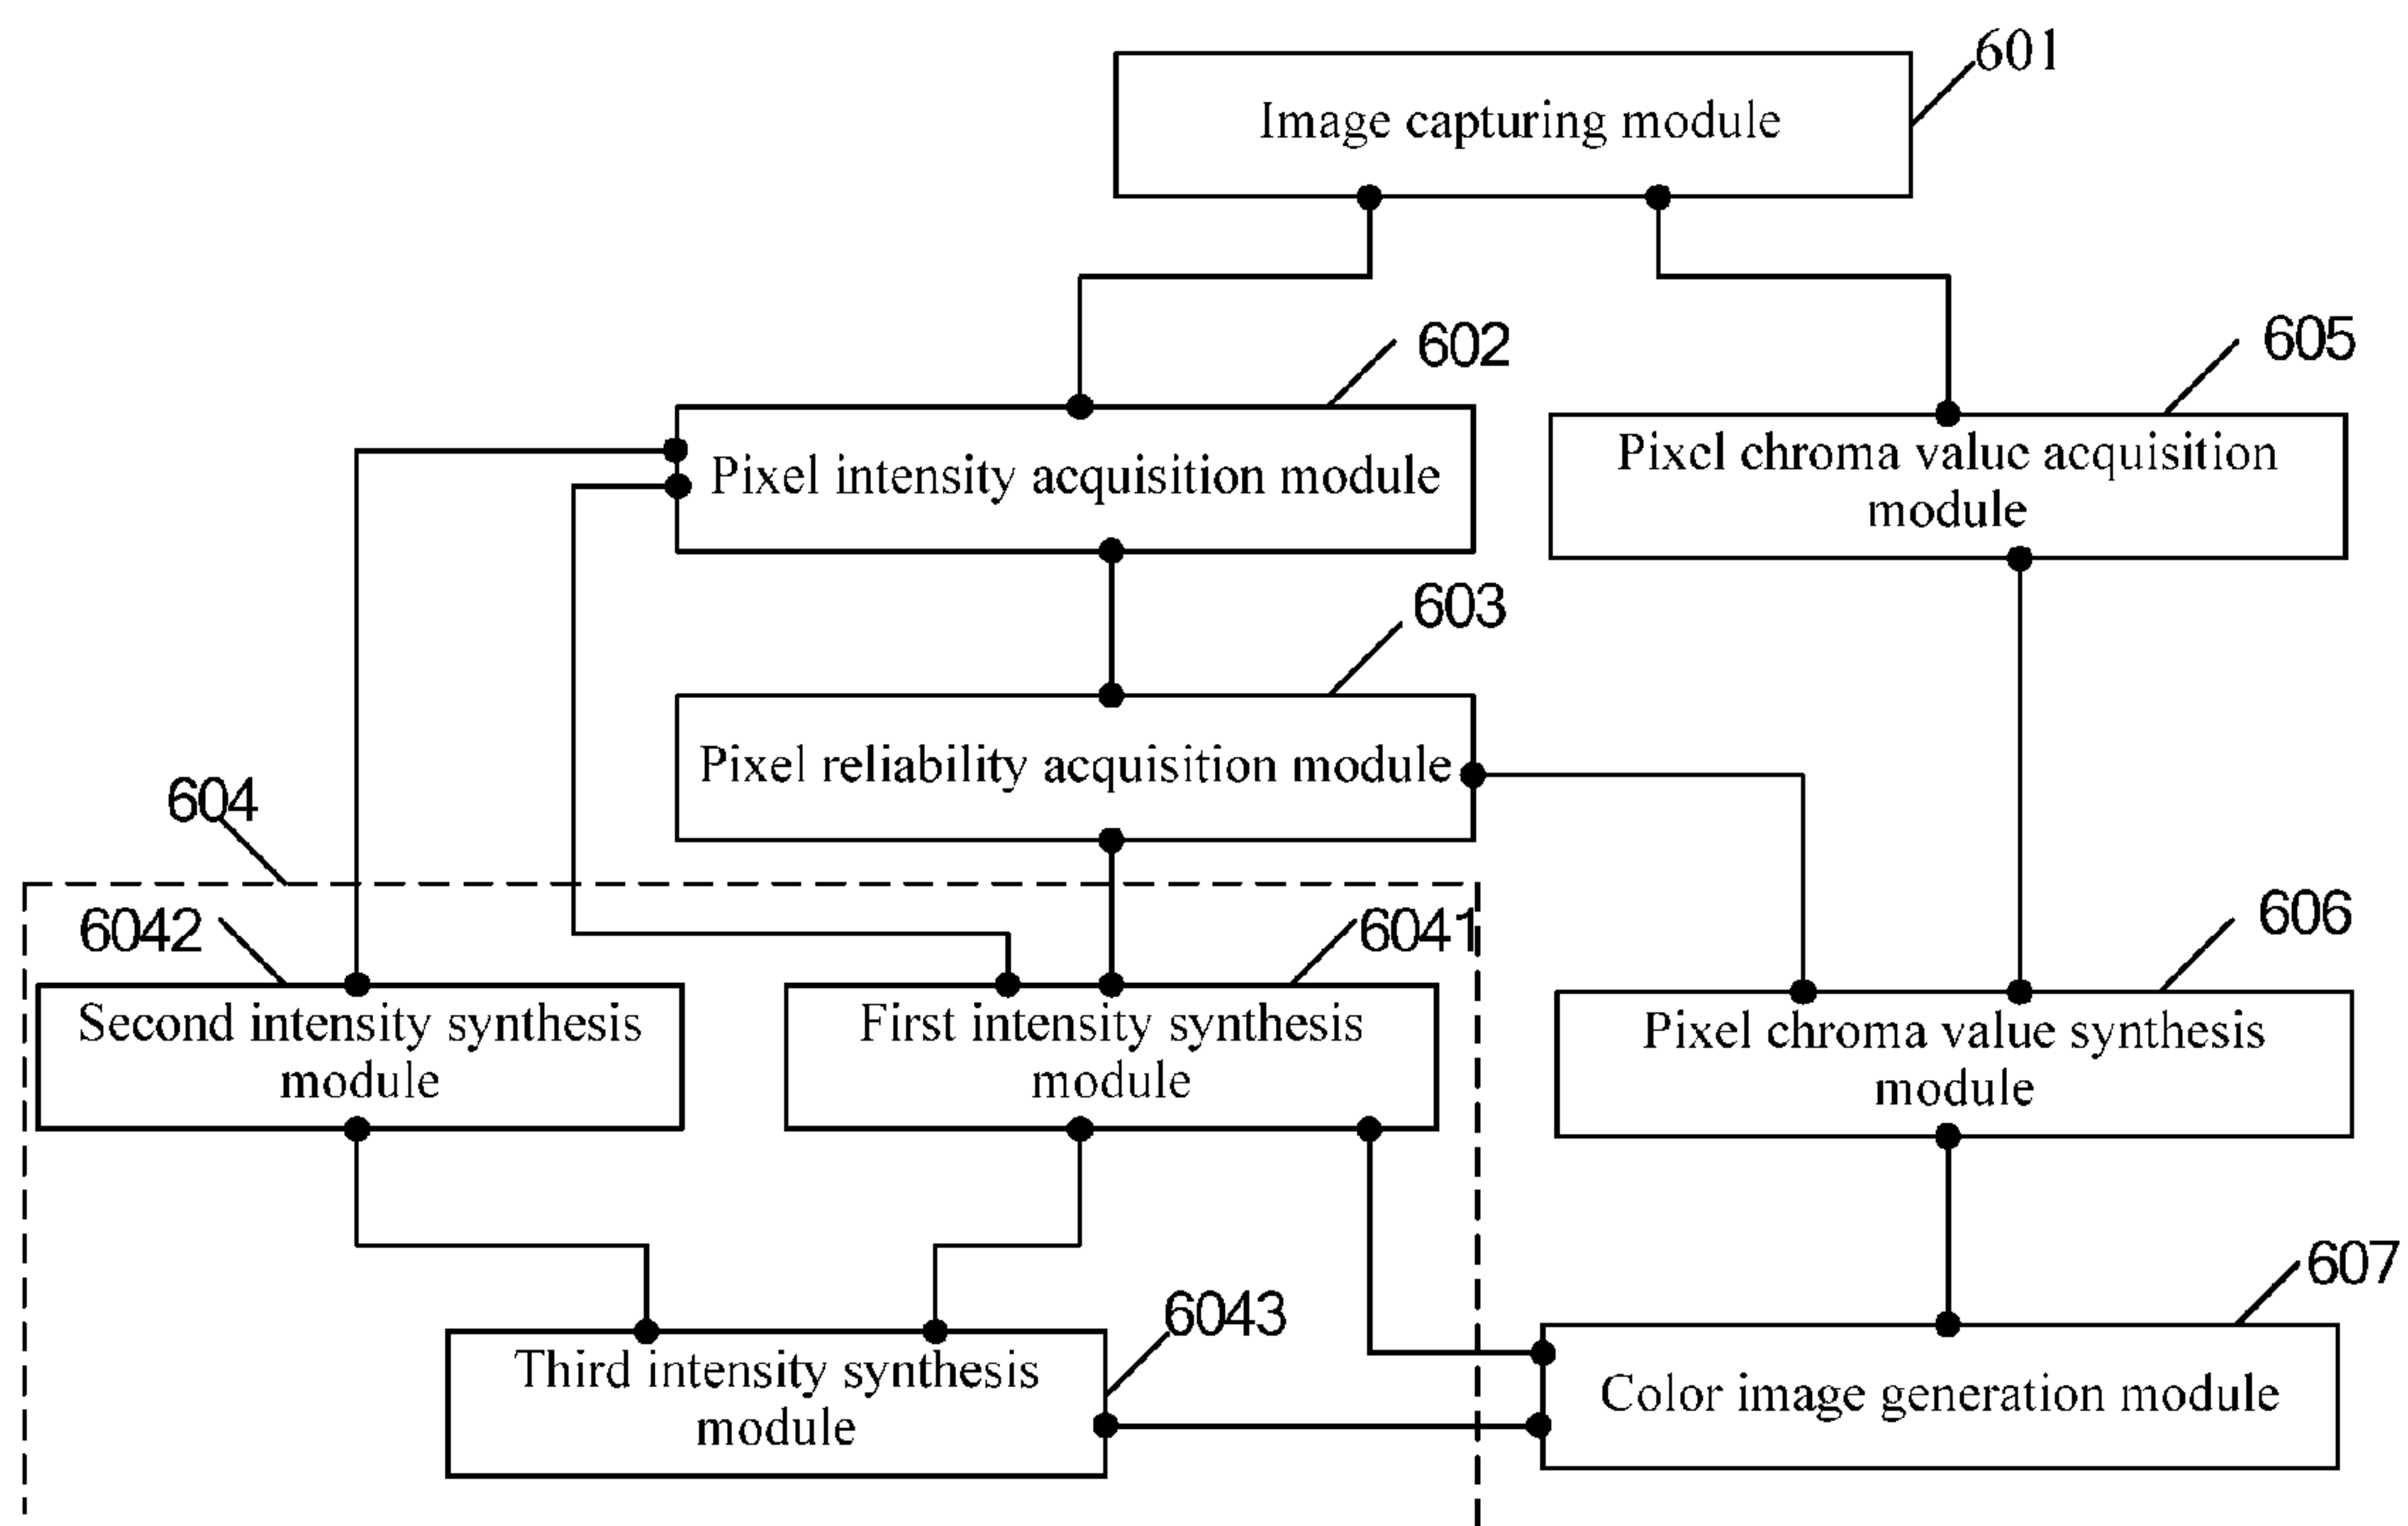 601
Image capturing module
602
605
Pixel intensity acquisition module
Pixel chroma value acquisition
module
603
Pixel reliability acquisition module
604
6042
6041
606
Second intensity synthesis
module
First intensity synthesis
module
Pixel chroma value synthesis
module
607
6043
Third intensity synthesis
module
Color image generation module